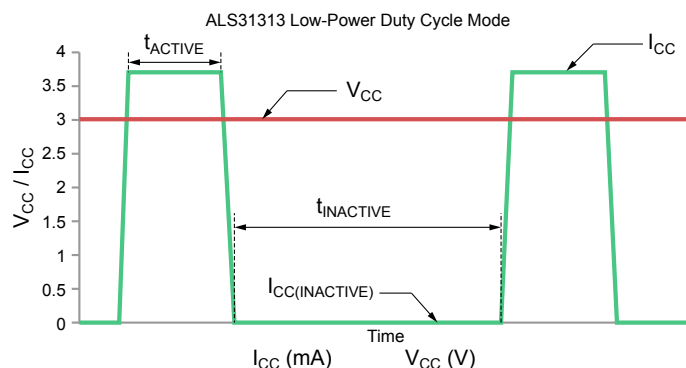 ALS31313 Low-Power Duty Cycle Mode
tACTIVE
ICC
VCC
4
3.5
3
2.5
2
1.5
1
0.5
0
VCC / ICC
tINACTIVE
ICC(INACTIVE)
Time
ICC (mA) VCC (V)